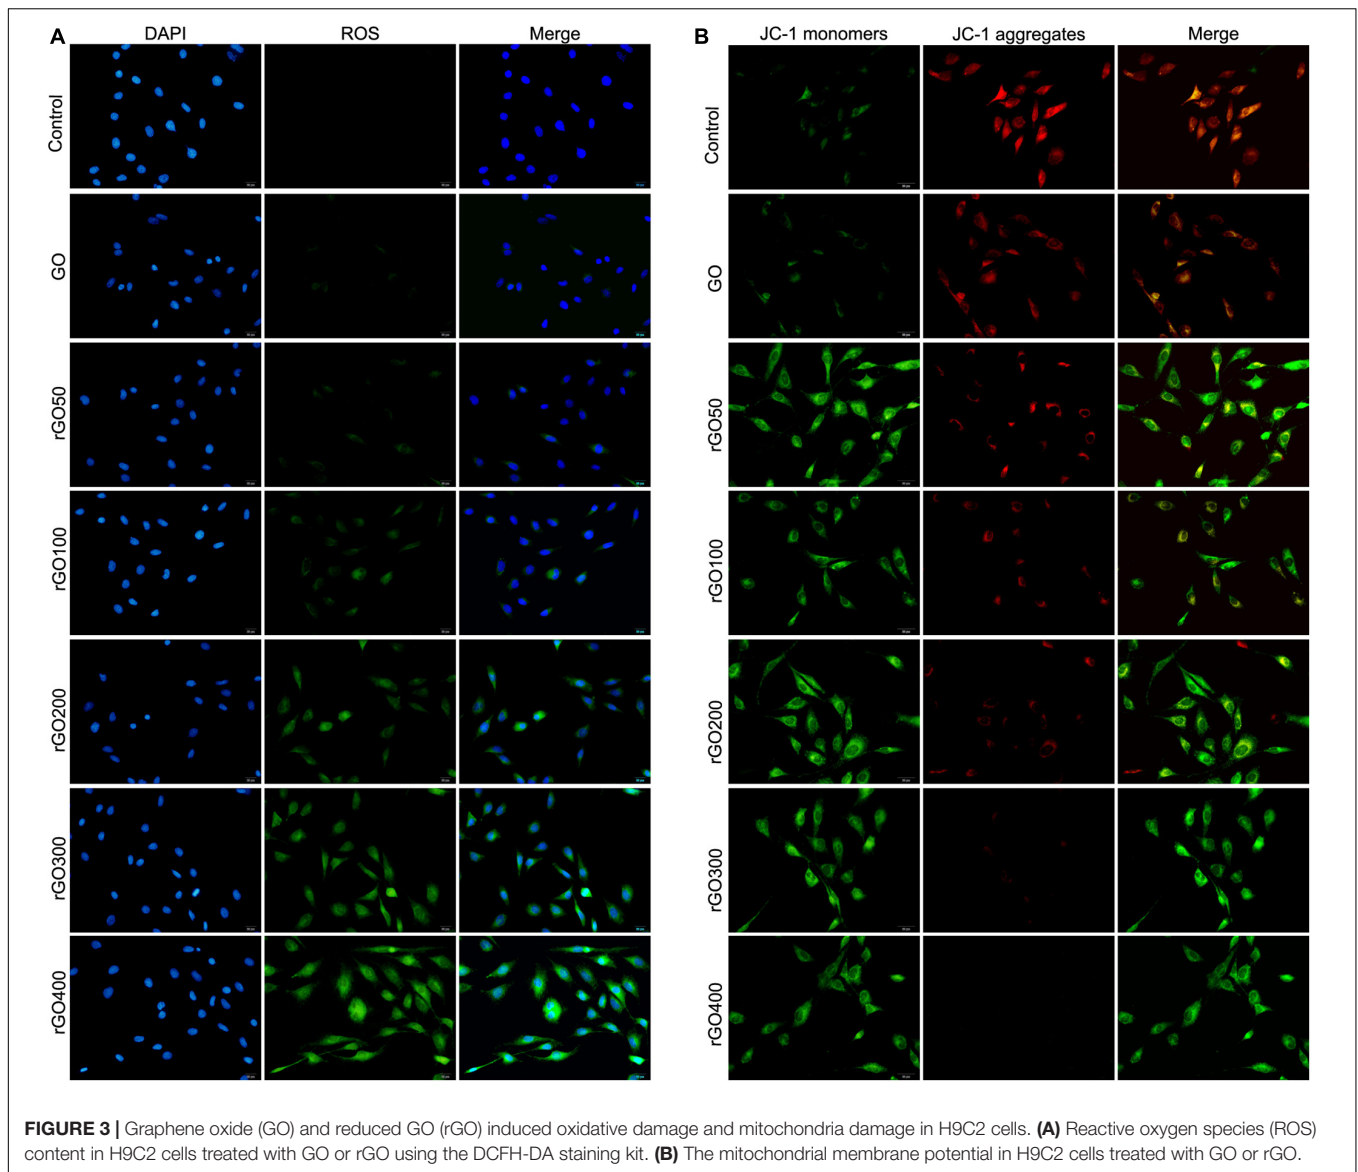 A
DAPI
ROS
Merge
Control
GO
rGO50
rGO100
rGO200
rGO300
rGO400
B
JC-1 monomers
JC-1 aggregates
Merge
Control
GO
rGO50
rGO100
rGO200
rGO300
rGO400
FIGURE 3 | Graphene oxide (GO) and reduced GO (rGO) induced oxidative damage and mitochondria damage in H9C2 cells. (A) Reactive oxygen species (ROS)
content in H9C2 cells treated with GO or rGO using the DCFH-DA staining kit. (B) The mitochondrial membrane potential in H9C2 cells treated with GO or rGO.